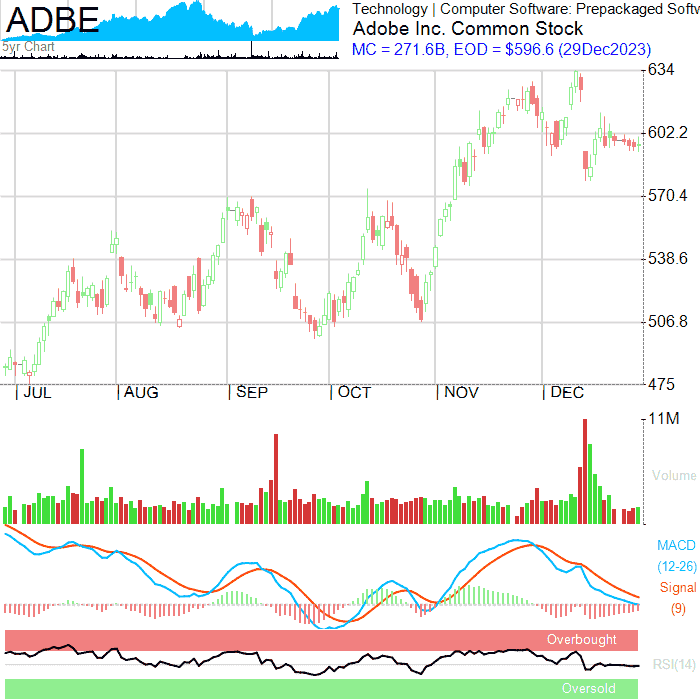 ADBE
5yr Chart
Technology | Computer Software: Prepackaged Softw
Adobe Inc. Common Stock
MC = 271.6B, EOD = $596.6 (29Dec2023)
634
602.2
570.4
538.6
506.8
475
JUL AUG SEP OCT NOV DEC
11M
Volume
MACD
(12-26)
Signal
(9)
Overbought
RSI(14)
Oversold